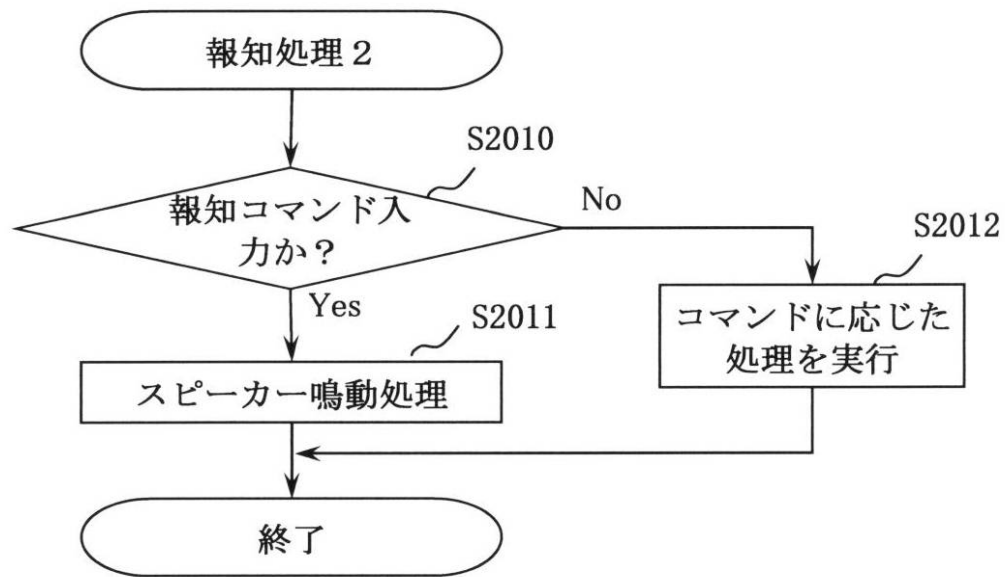 報知処理２
S2010
報知コマンド入
力か？
No
S2012
コマンドに応じた
処理を実行
Yes
S2011
スピーカー鳴動処理
終了